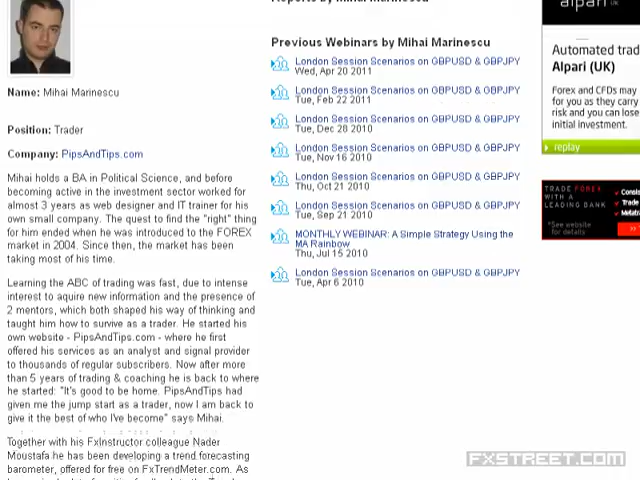 Reports by Mihai Marinescu
Name: Mihai Marinescu
Position: Trader
Company: PipsAndTips.com
Mihai holds a BA in Political Science, and before
becoming active in the investment sector worked for
almost 3 years as web designer and IT trainer for his
own small company. The quest to find the "right" thing
for him ended when he was introduced to the FOREX
market in 2004. Since then, the market has been
taking most of his time.
Learning the ABC of trading was fast, due to intense
interest to aquire new information and the presence of
2 mentors, which both shaped his way of thinking and
taught him how to survive as a trader. He started his
own website - PipsAndTips.com - where he first
offered his services as an analyst and signal provider
to thousands of regular subscribers. Now after more
than 5 years of trading & coaching he is back to where
he started: "It's good to be home. PipsAndTips had
given me the jump start as a trader, now I am back to
give it the best of who I've become" says Mihai.
Together with his FxInstructor colleague Nader
Moustafa he has been developing a trend forecasting
barometer, offered for free on FxTrendMeter.com. As
Previous Webinars by Mihai Marinescu
London Session Scenarios on GBPUSD & GBPJPY
Wed, Apr 20 2011
London Session Scenarios on GBPUSD & GBPJPY
Tue, Feb 22 2011
London Session Scenarios on GBPUSD & GBPJPY
Tue, Dec 28 2010
London Session Scenarios on GBPUSD & GBPJPY
Tue, Nov 16 2010
London Session Scenarios on GBPUSD & GBPJPY
Thu, Oct 21 2010
London Session Scenarios on GBPUSD & GBPJPY
Tue, Sep 21 2010
MONTHLY WEBINAR: A Simple Strategy Using the
MA Rainbow
Thu, Jul 15 2010
London Session Scenarios on GBPUSD & GBPJPY
Tue, Apr 6 2010
alpari UK
Automated trad
Alpari (UK)
Forex and CFDs may
for you as they carry
risk and you can lose
initial investment.
replay
TRADE FOREX
WITH A
LEADING BANK
*See website
for details
Consis
Trade
Metatra
FXSTREET.COM